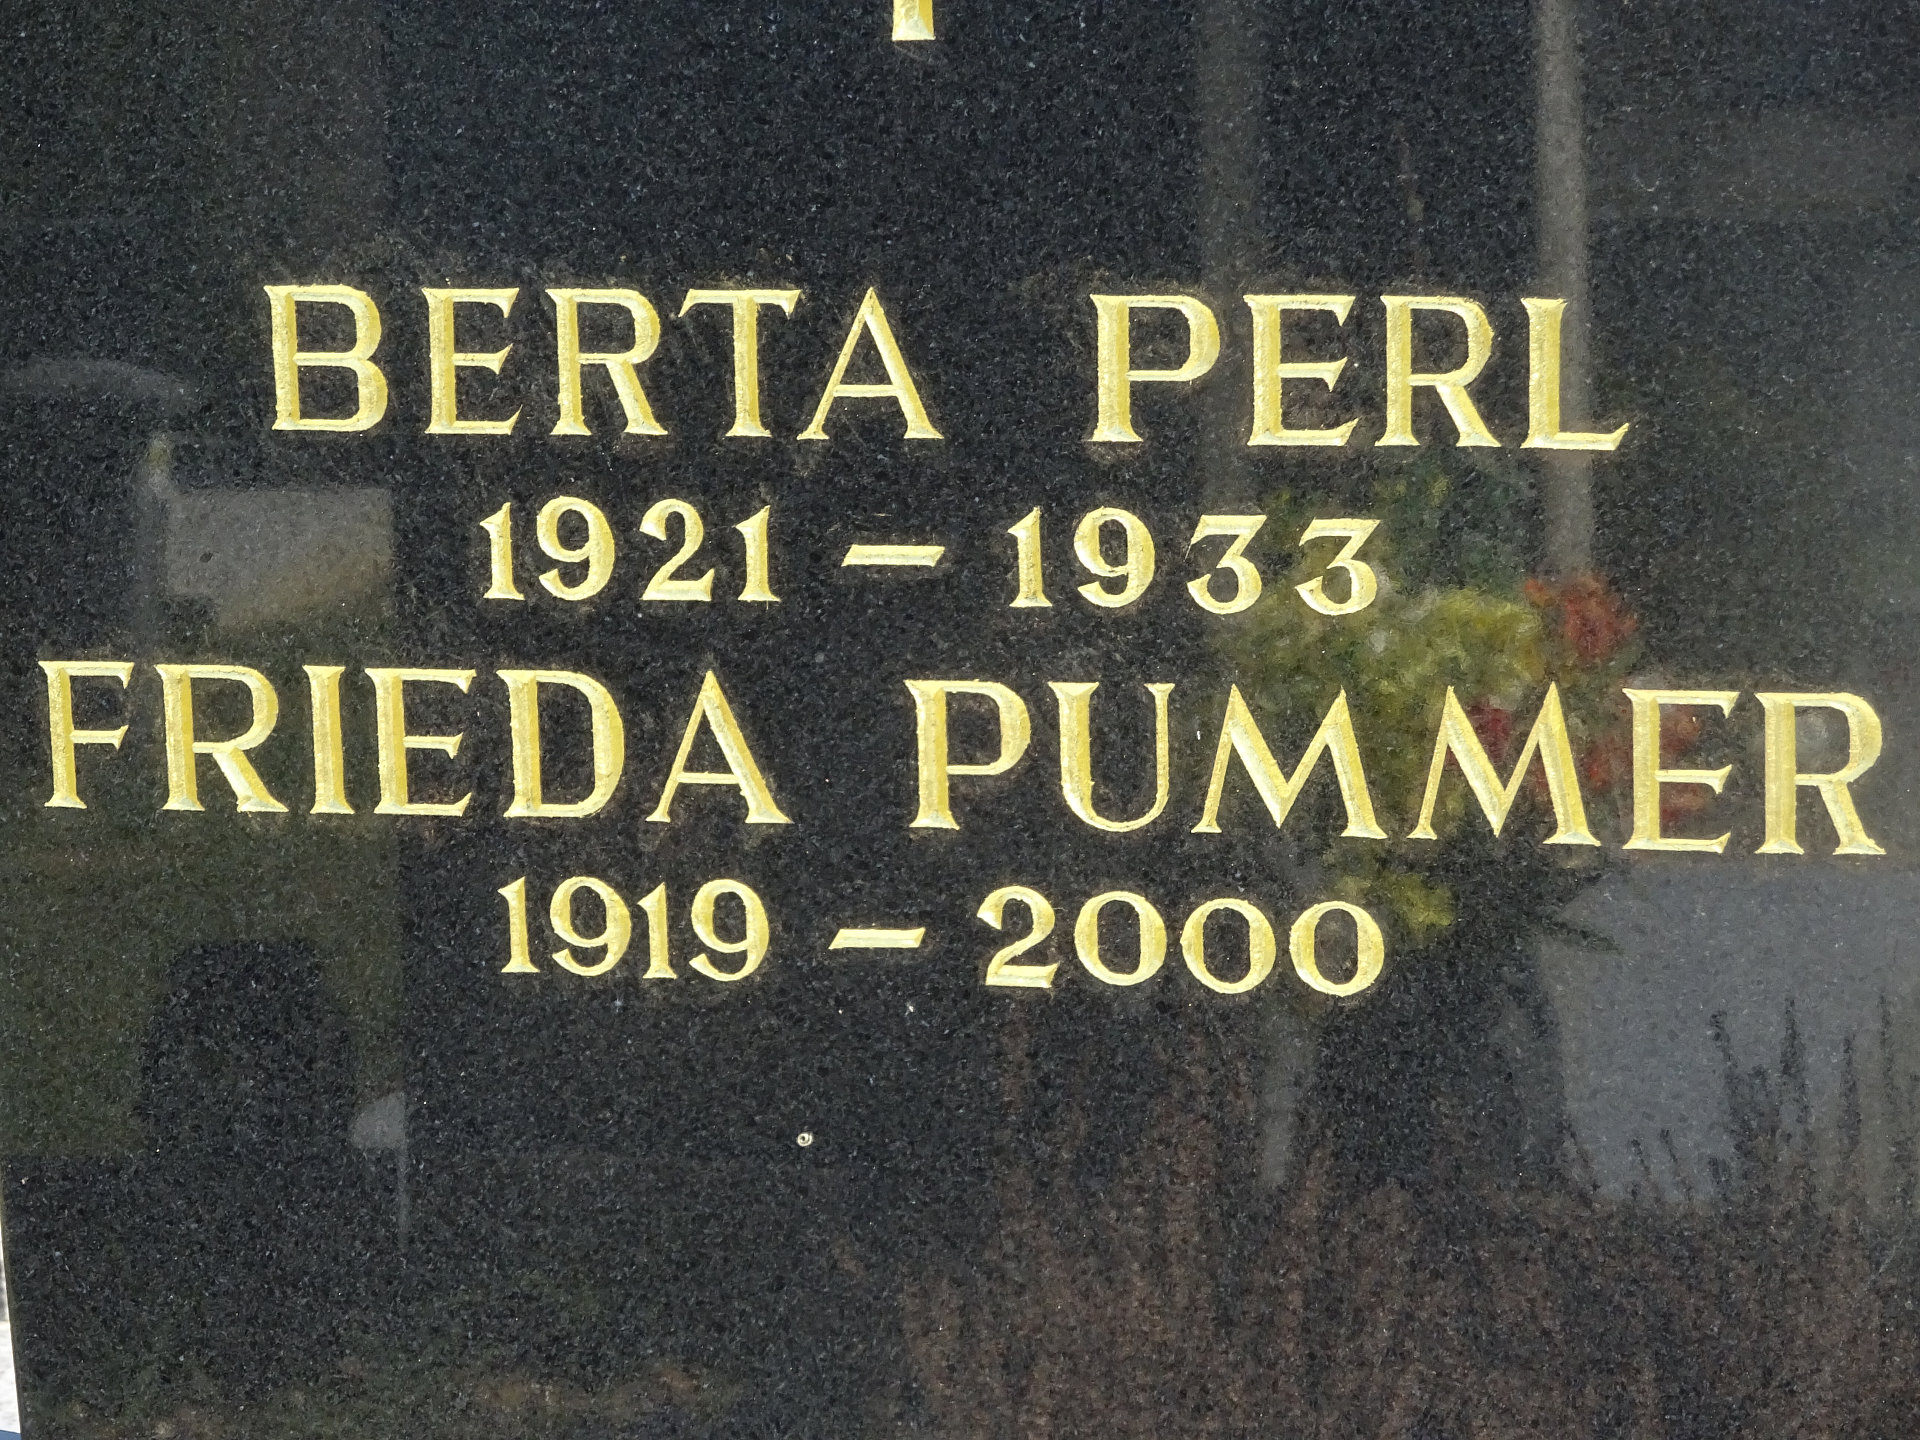 BERTA PERL
1921 – 1933
FRIEDA PUMMER
1919 – 2000